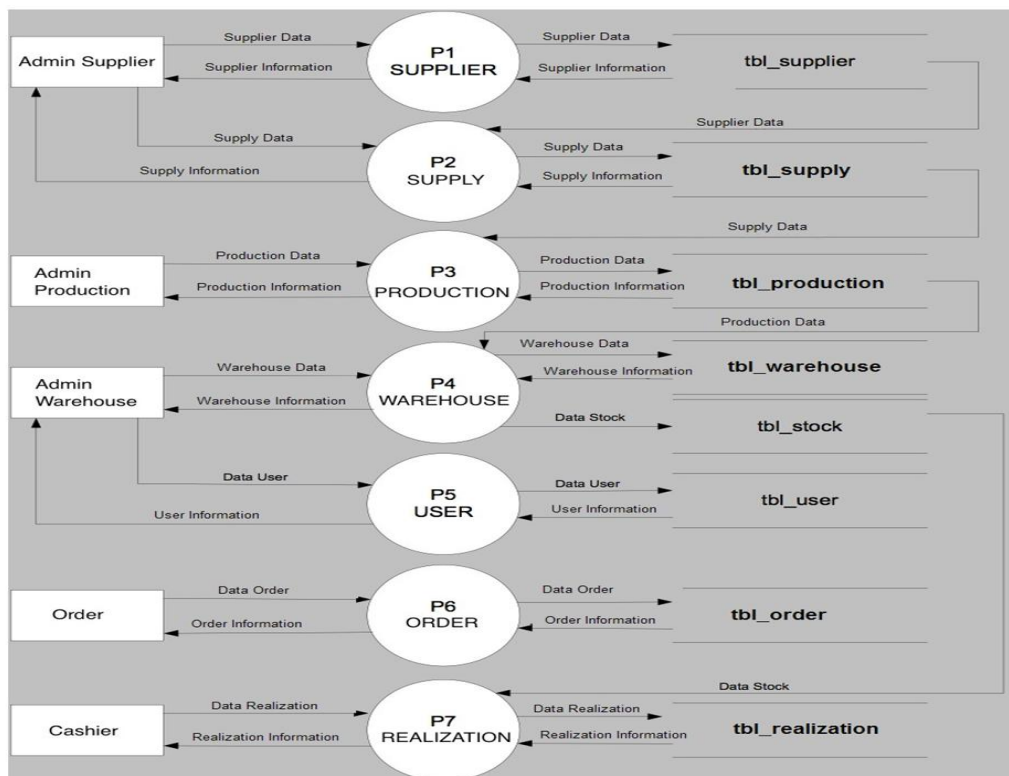 Admin Supplier
Supplier Data
Supplier Information
P1
SUPPLIER
Supplier Data
Supplier Information
tbl_supplier
Supplier Data
Supply Data
Supply Information
P2
SUPPLY
Supply Data
Supply Information
tbl_supply
Supply Data
Admin
Production
Production Data
Production Information
P3
PRODUCTION
Production Data
Production Information
tbl_production
Production Data
Admin
Warehouse
Warehouse Data
Warehouse Information
P4
WAREHOUSE
Warehouse Data
Warehouse Information
tbl_warehouse
Data Stock
tbl_stock
Data User
User Information
P5
USER
Data User
User Information
tbl_user
Order
Data Order
Order Information
P6
ORDER
Data Order
Order Information
tbl_order
Data Stock
Cashier
Data Realization
Realization Information
P7
REALIZATION
Data Realization
Realization Information
tbl_realization